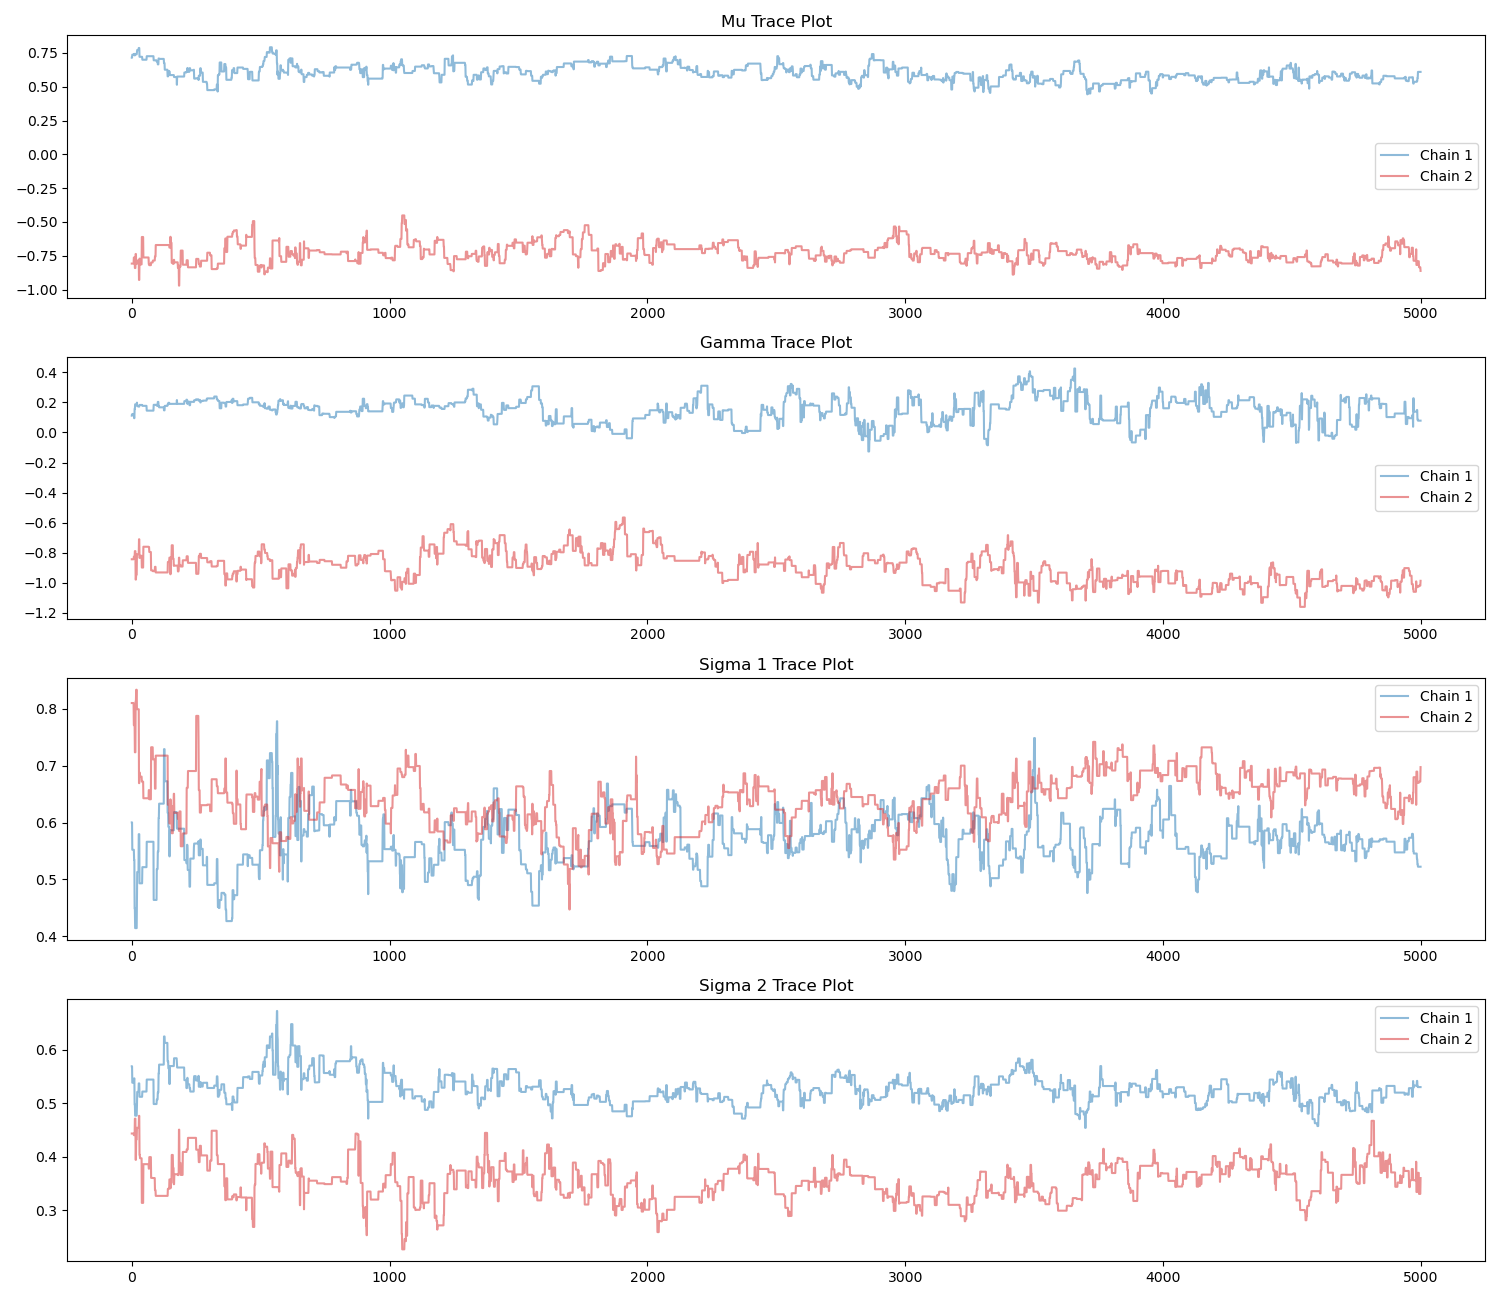 Mu Trace Plot
0.75
0.50
0.25
0.00
−0.25
−0.50
−0.75
−1.00
Chain 1
Chain 2
0 1000 2000 3000 4000 5000
Gamma Trace Plot
0.4
0.2
0.0
−0.2
−0.4
−0.6
−0.8
−1.0
−1.2
Chain 1
Chain 2
0 1000 2000 3000 4000 5000
Sigma 1 Trace Plot
0.8
0.7
0.6
0.5
0.4
Chain 1
Chain 2
0 1000 2000 3000 4000 5000
Sigma 2 Trace Plot
0.6
0.5
0.4
0.3
Chain 1
Chain 2
0 1000 2000 3000 4000 5000